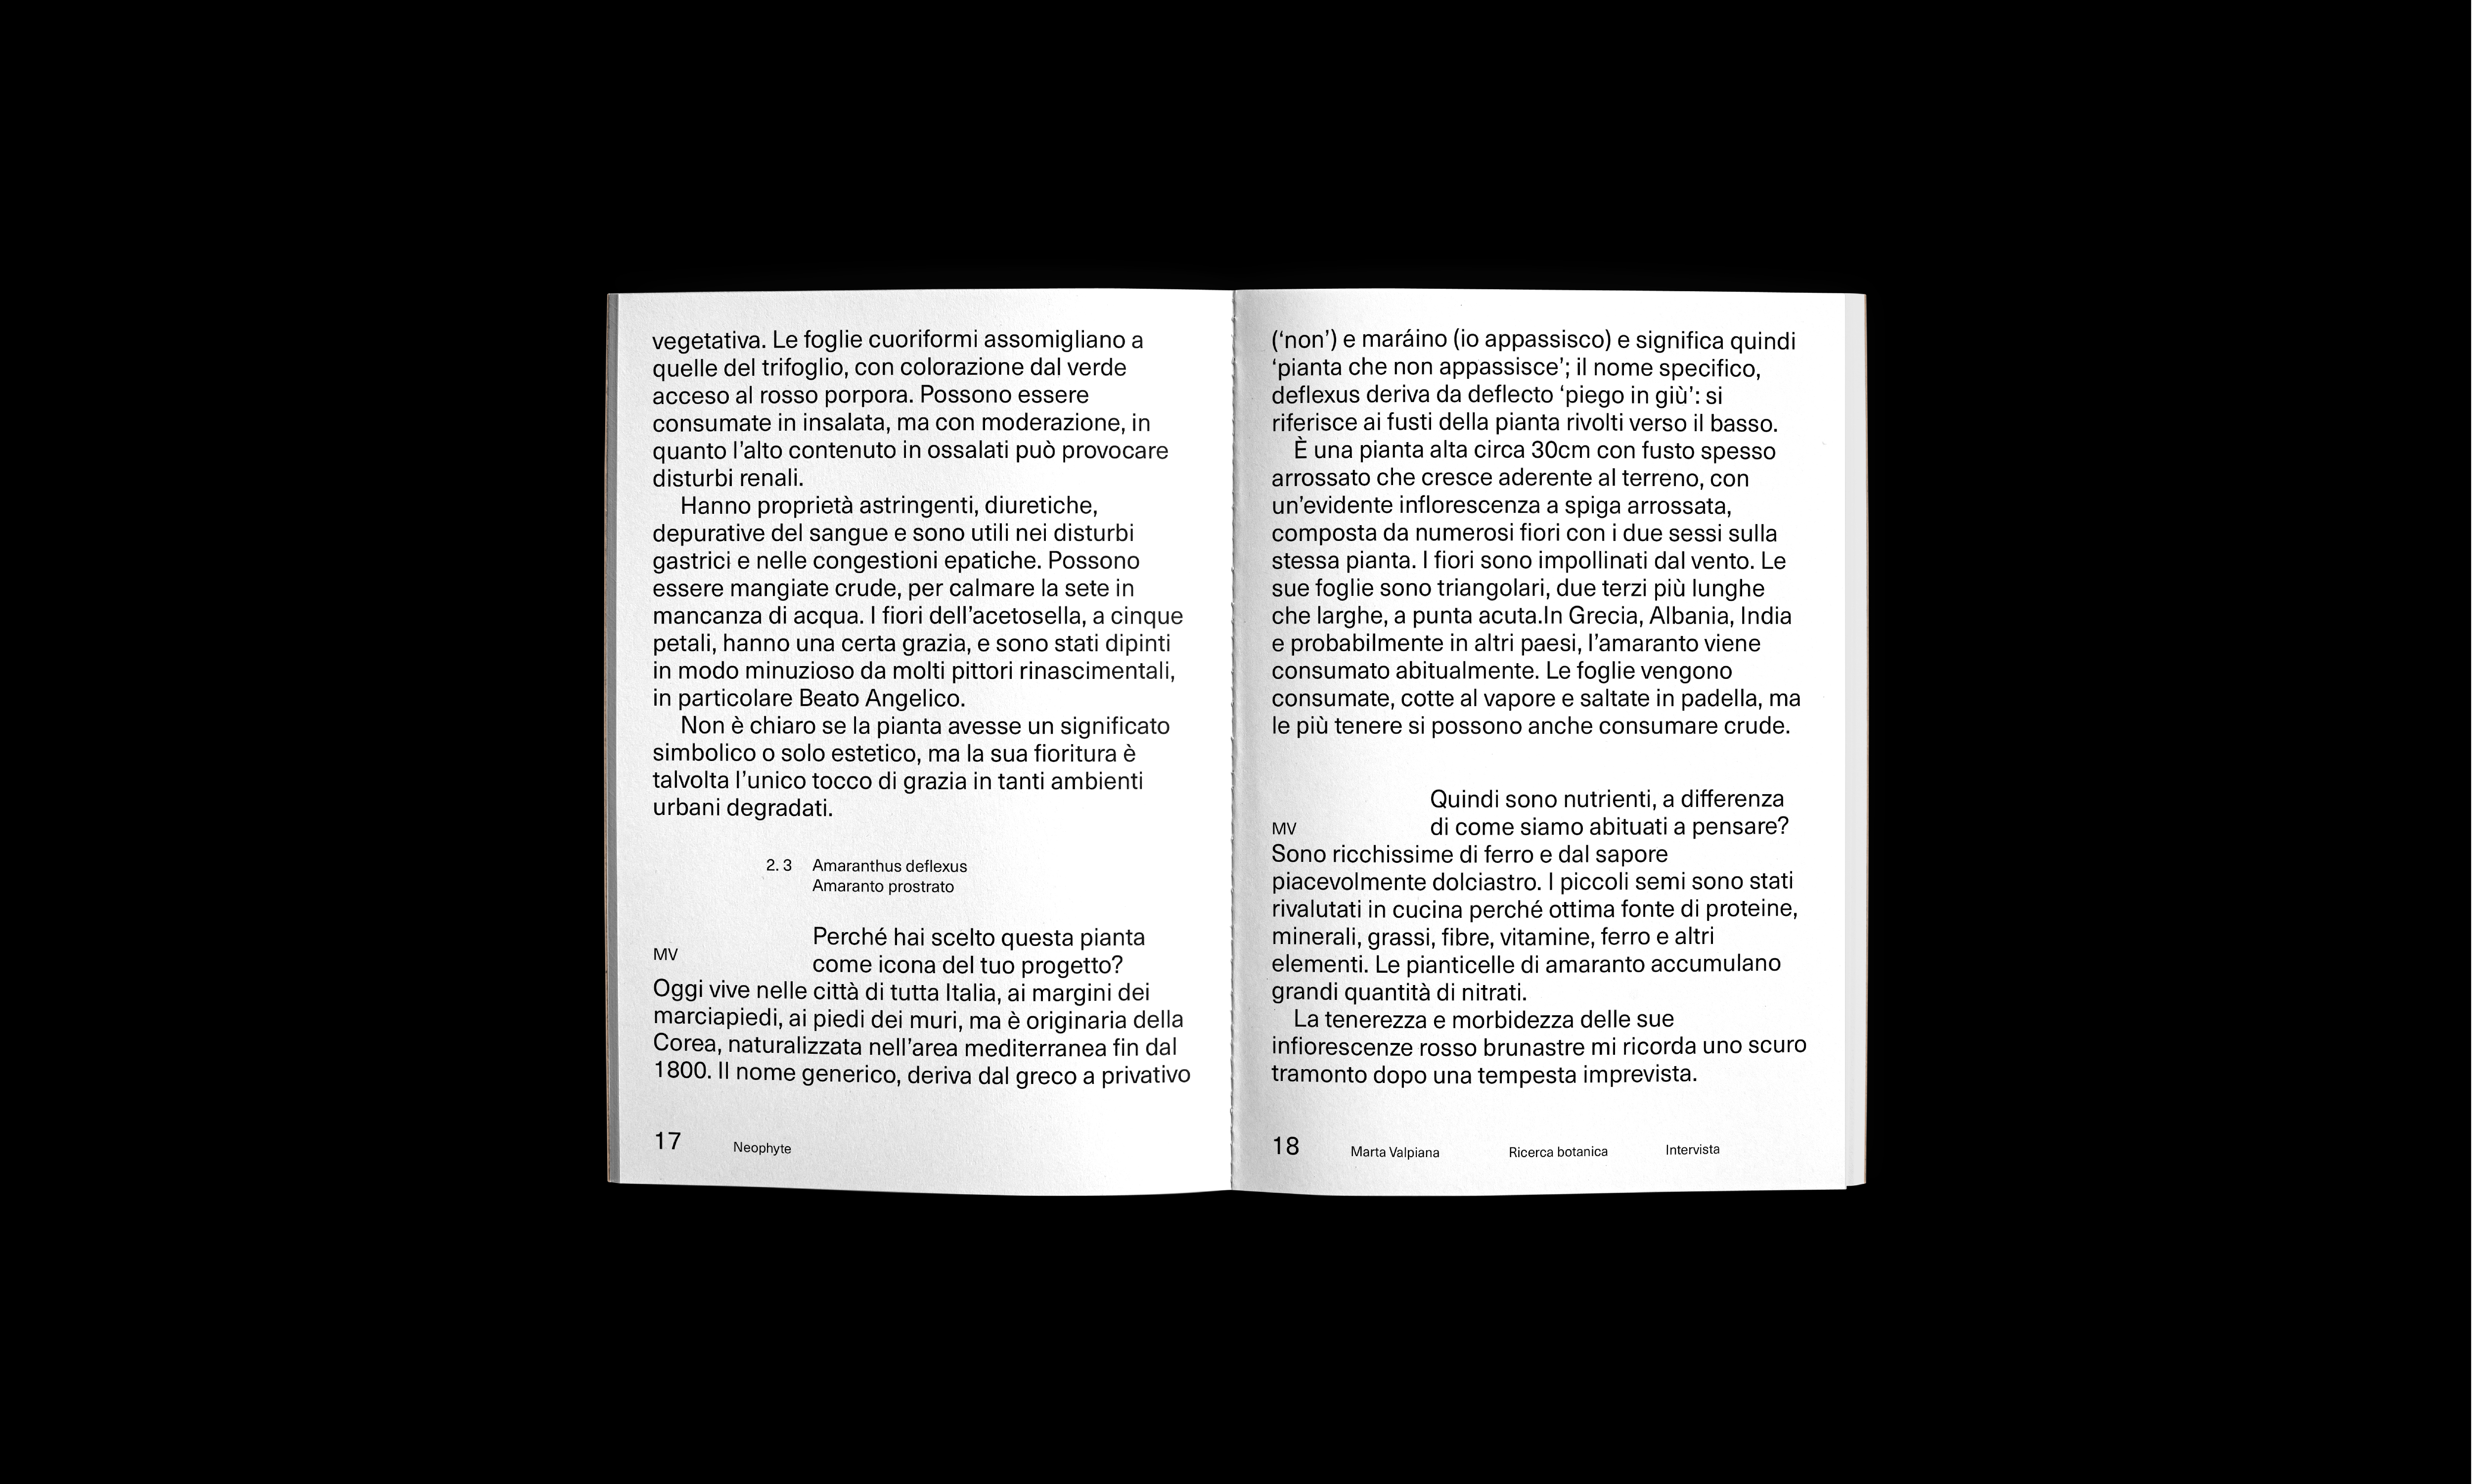 vegetativa. Le foglie cuoriformi assomigliano a
quelle del trifoglio, con colorazione dal verde
acceso al rosso porpora. Possono essere
consumate in insalata, ma con moderazione, in
quanto l’alto contenuto in ossalati può provocare
disturbi renali.
Hanno proprietà astringenti, diuretiche,
depurative del sangue e sono utili nei disturbi
gastrici e nelle congestioni epatiche. Possono
essere mangiate crude, per calmare la sete in
mancanza di acqua. I fiori dell’acetosella, a cinque
petali, hanno una certa grazia, e sono stati dipinti
in modo minuzioso da molti pittori rinascimentali,
in particolare Beato Angelico.
Non è chiaro se la pianta avesse un significato
simbolico o solo estetico, ma la sua fioritura è
talvolta l’unico tocco di grazia in tanti ambienti
urbani degradati.
2. 3 Amaranthus deflexus
Amaranto prostrato
Perché hai scelto questa pianta
come icona del tuo progetto?
MV
Oggi vive nelle città di tutta Italia, ai margini dei
marciapiedi, ai piedi dei muri, ma è originaria della
Corea, naturalizzata nell’area mediterranea fin dal
1800. Il nome generico, deriva dal greco a privativo
17 Neophyte
(‘non’) e maráino (io appassisco) e significa quindi
‘pianta che non appassisce’; il nome specifico,
deflexus deriva da deflecto ‘piego in giù’: si
riferisce ai fusti della pianta rivolti verso il basso.
È una pianta alta circa 30cm con fusto spesso
arrossato che cresce aderente al terreno, con
un’evidente inflorescenza a spiga arrossata,
composta da numerosi fiori con i due sessi sulla
stessa pianta. I fiori sono impollinati dal vento. Le
sue foglie sono triangolari, due terzi più lunghe
che larghe, a punta acuta.In Grecia, Albania, India
e probabilmente in altri paesi, l’amaranto viene
consumato abitualmente. Le foglie vengono
consumate, cotte al vapore e saltate in padella, ma
le più tenere si possono anche consumare crude.
Quindi sono nutrienti, a differenza
di come siamo abituati a pensare?
MV
Sono ricchissime di ferro e dal sapore
piacevolmente dolciastro. I piccoli semi sono stati
rivalutati in cucina perché ottima fonte di proteine,
minerali, grassi, fibre, vitamine, ferro e altri
elementi. Le pianticelle di amaranto accumulano
grandi quantità di nitrati.
La tenerezza e morbidezza delle sue
infiorescenze rosso brunastre mi ricorda uno scuro
tramonto dopo una tempesta imprevista.
18 Marta Valpiana Ricerca botanica Intervista